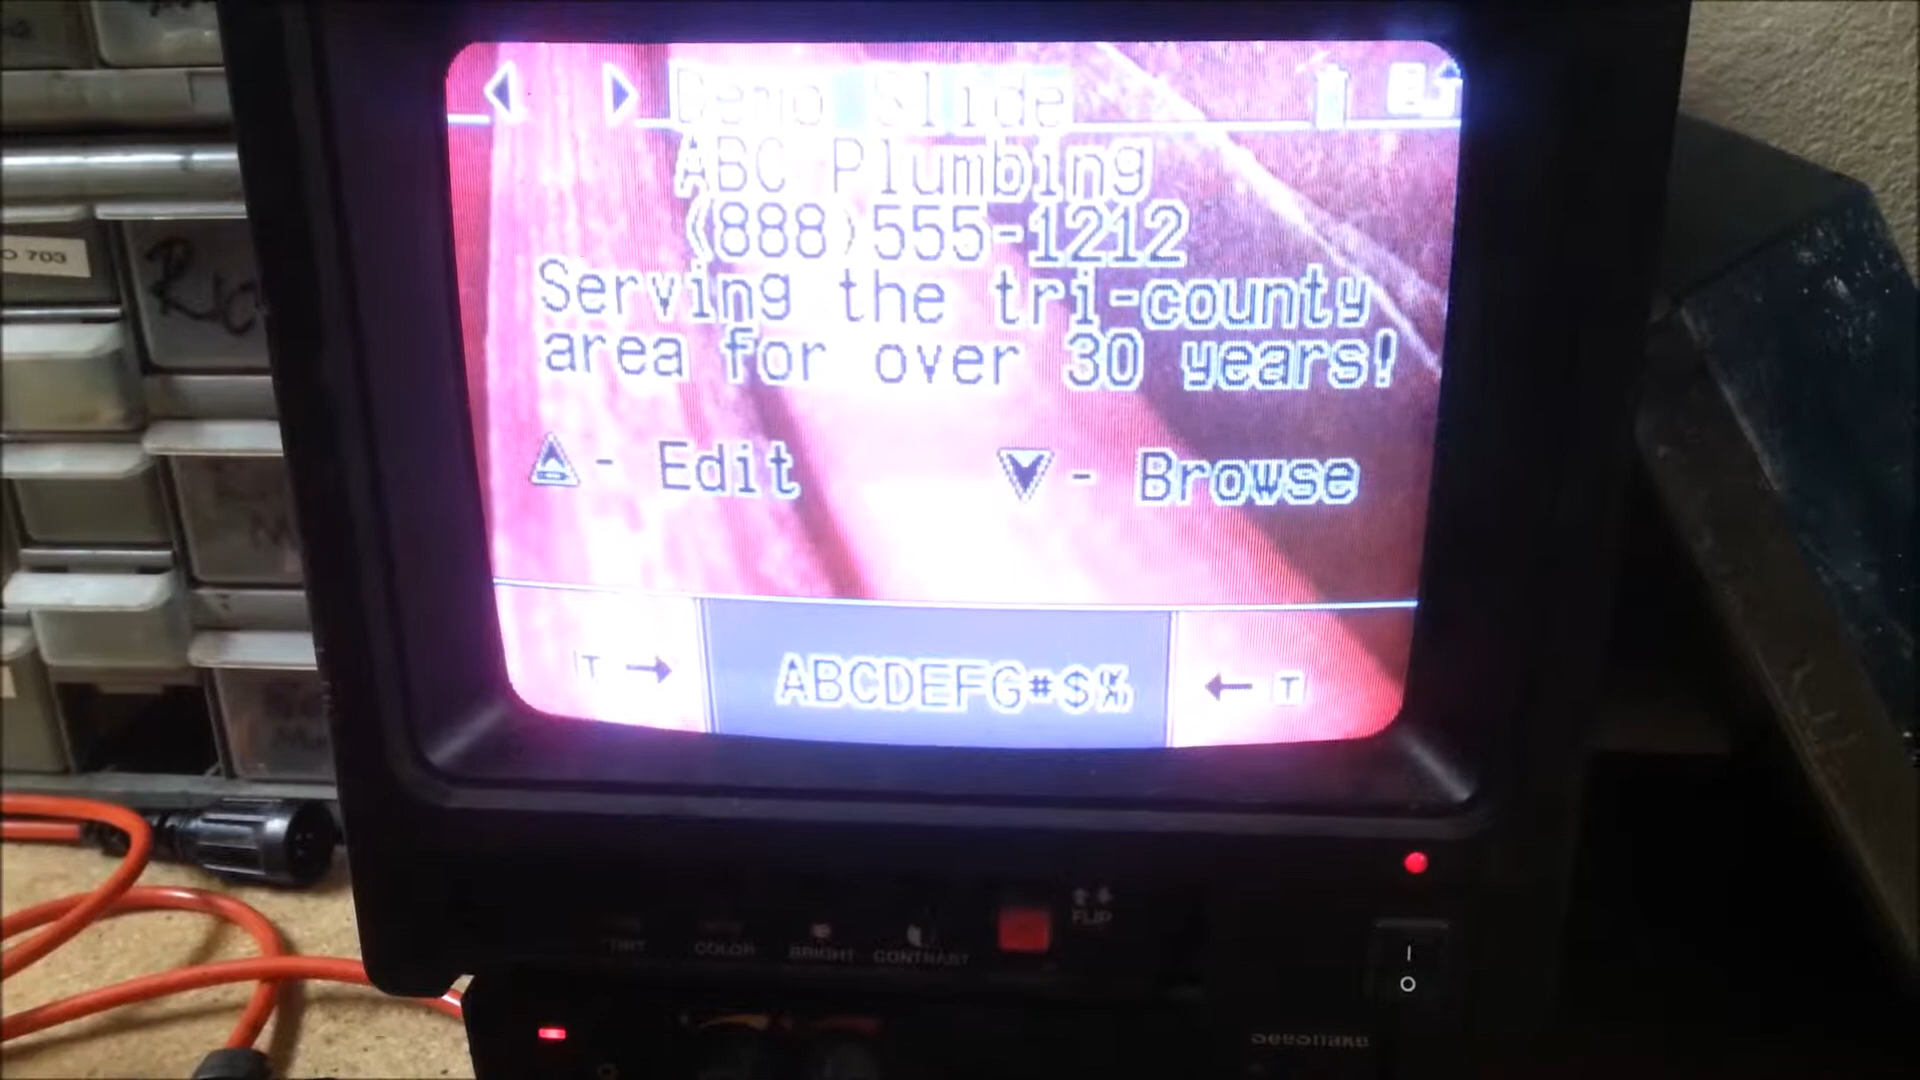 Demo Slide
ABC Plumbing
(888)555-1212
Serving the tri-county
area for over 30 years!
- Edit
- Browse
T →
ABCDEFG#$%
← T
O 703
TINT
COLOR
BRIGHT
CONTRAST
FLIP
I
O
SeeSnake